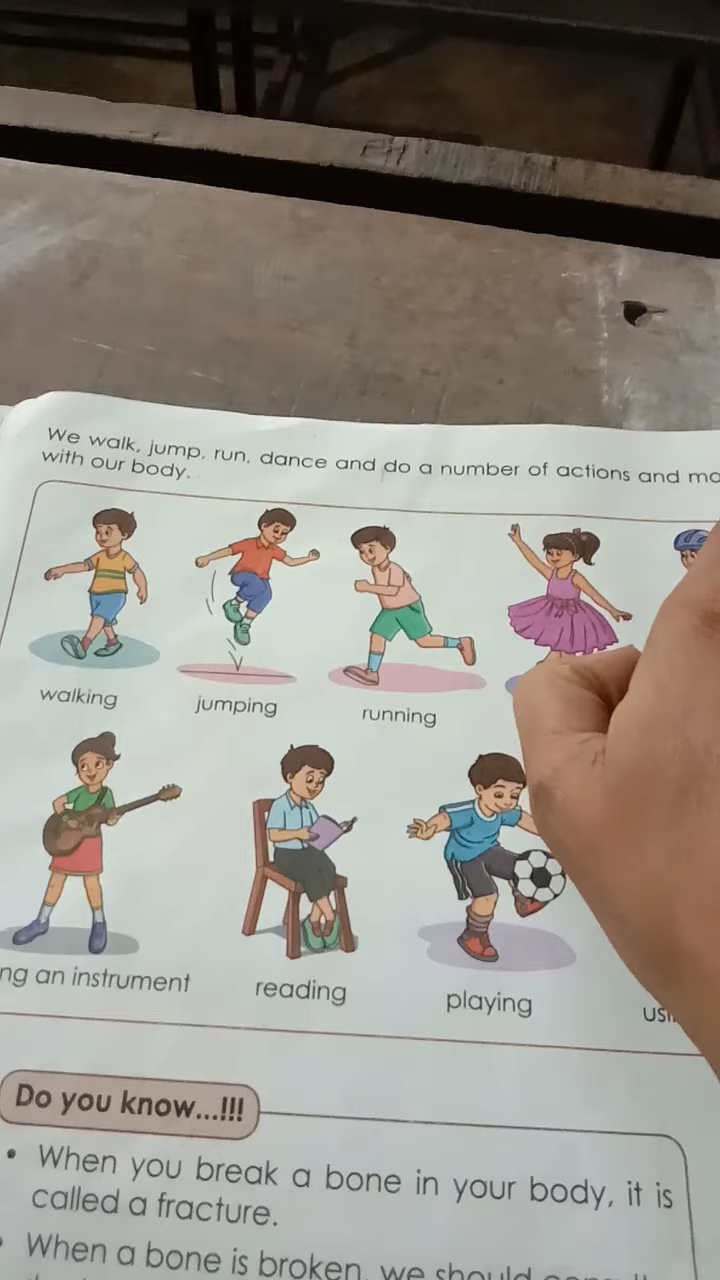 We walk, jump, run, dance and do a number of actions and
with our body.
walking
jumping
running
an instrument
reading
playing
Do you know...!!!
• When you break a bone in your body, it is
called a fracture.
When a bone is broken, we should